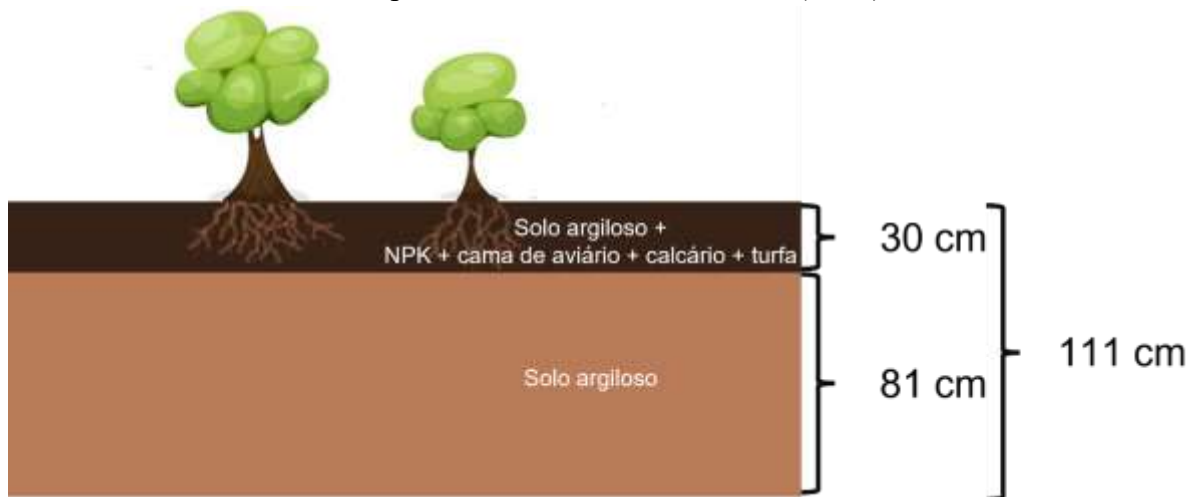 Solo argiloso +
NPK + cama de aviário + calcário + turfa
30 cm
Solo argiloso
81 cm
111 cm